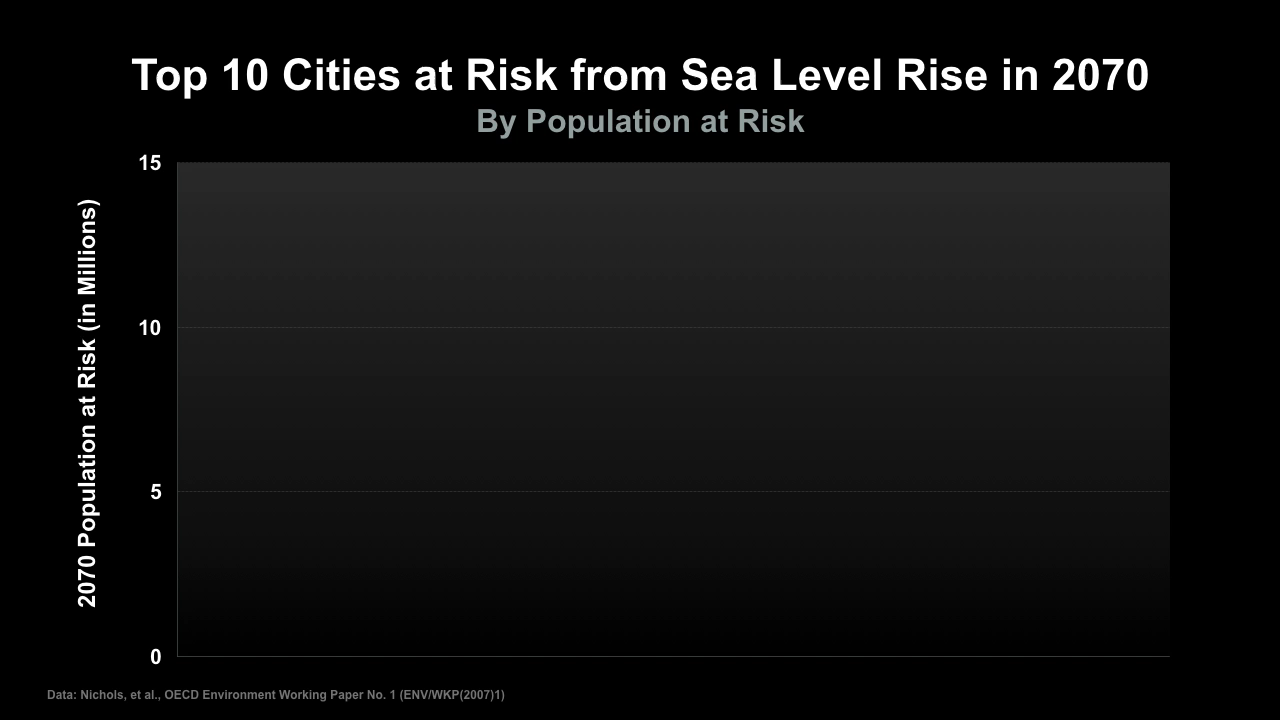 Top 10 Cities at Risk from Sea Level Rise in 2070
By Population at Risk
2070 Population at Risk (in Millions)
15
10
5
0
Data: Nichols, et al., OECD Environment Working Paper No. 1 (ENV/WKP(2007)1)